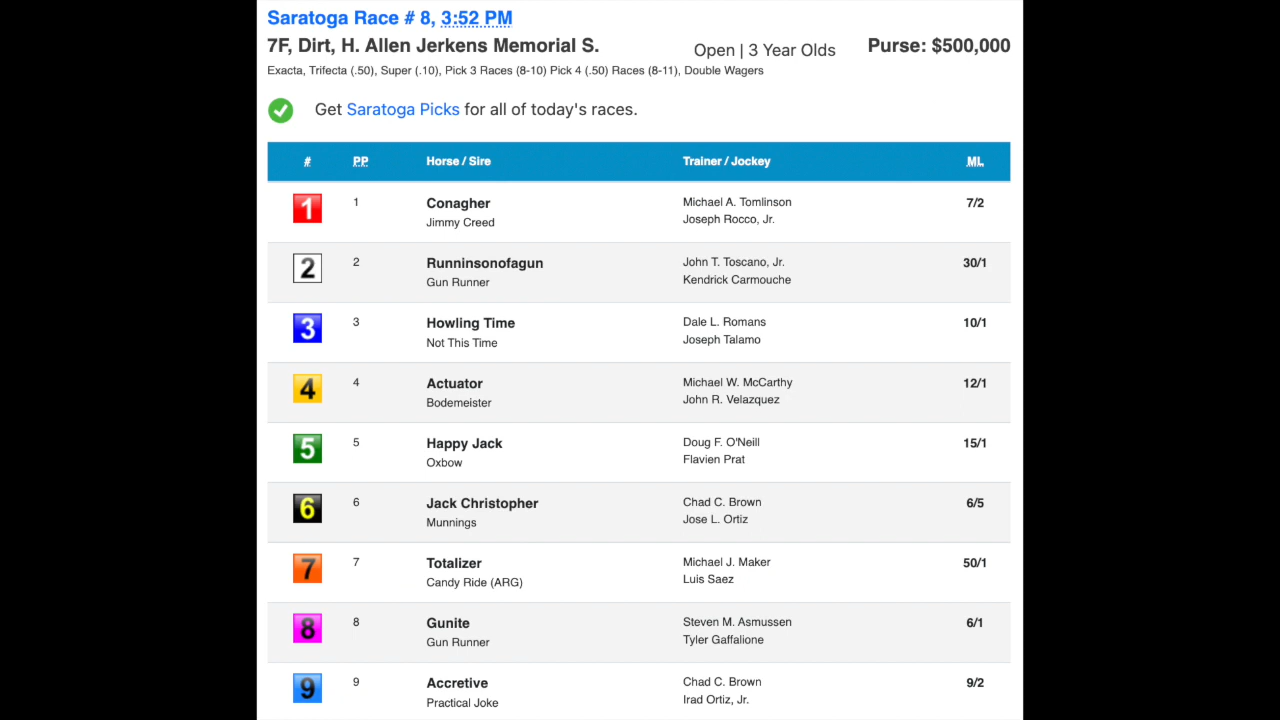 Saratoga Race # 8, 3:52 PM
7F, Dirt, H. Allen Jerkens Memorial S. Open | 3 Year Olds Purse: $500,000
Exacta, Trifecta (.50), Super (.10), Pick 3 Races (8-10) Pick 4 (.50) Races (8-11), Double Wagers
Get Saratoga Picks for all of today's races.
# PP Horse / Sire Trainer / Jockey ML
1 1 Conagher Michael A. Tomlinson 7/2
Jimmy Creed Joseph Rocco, Jr.
2 2 Runninsonofagun John T. Toscano, Jr. 30/1
Gun Runner Kendrick Carmouche
3 3 Howling Time Dale L. Romans 10/1
Not This Time Joseph Talamo
4 4 Actuator Michael W. McCarthy 12/1
Bodemeister John R. Velazquez
5 5 Happy Jack Doug F. O'Neill 15/1
Oxbow Flavien Prat
6 6 Jack Christopher Chad C. Brown 6/5
Munnings Jose L. Ortiz
7 7 Totalizer Michael J. Maker 50/1
Candy Ride (ARG) Luis Saez
8 8 Gunite Steven M. Asmussen 6/1
Gun Runner Tyler Gaffalione
9 9 Accretive Chad C. Brown 9/2
Practical Joke Irad Ortiz, Jr.